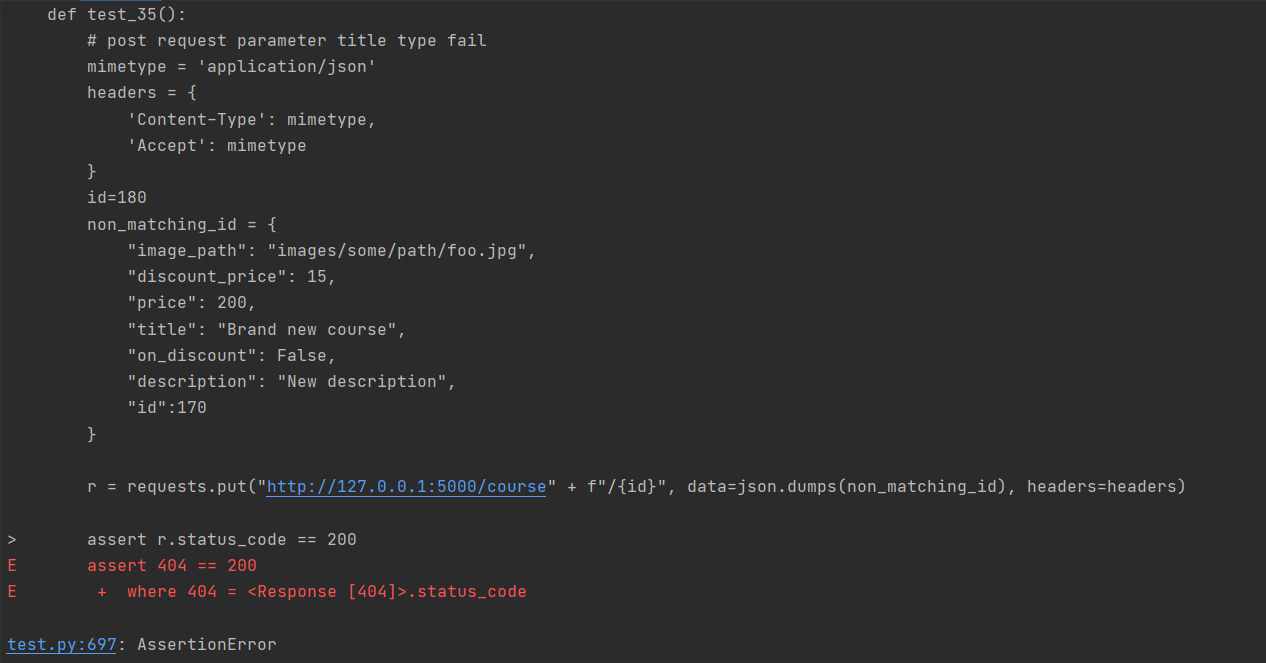 def test_35():
# post request parameter title type fail
mimetype = 'application/json'
headers = {
'Content-Type': mimetype,
'Accept': mimetype
}
id=180
non_matching_id = {
"image_path": "images/some/path/foo.jpg",
"discount_price": 15,
"price": 200,
"title": "Brand new course",
"on_discount": False,
"description": "New description",
"id":170
}
r = requests.put("http://127.0.0.1:5000/course" + f"/{id}", data=json.dumps(non_matching_id), headers=headers)
> assert r.status_code == 200
E assert 404 == 200
E + where 404 = <Response [404]>.status_code
test.py:697: AssertionError